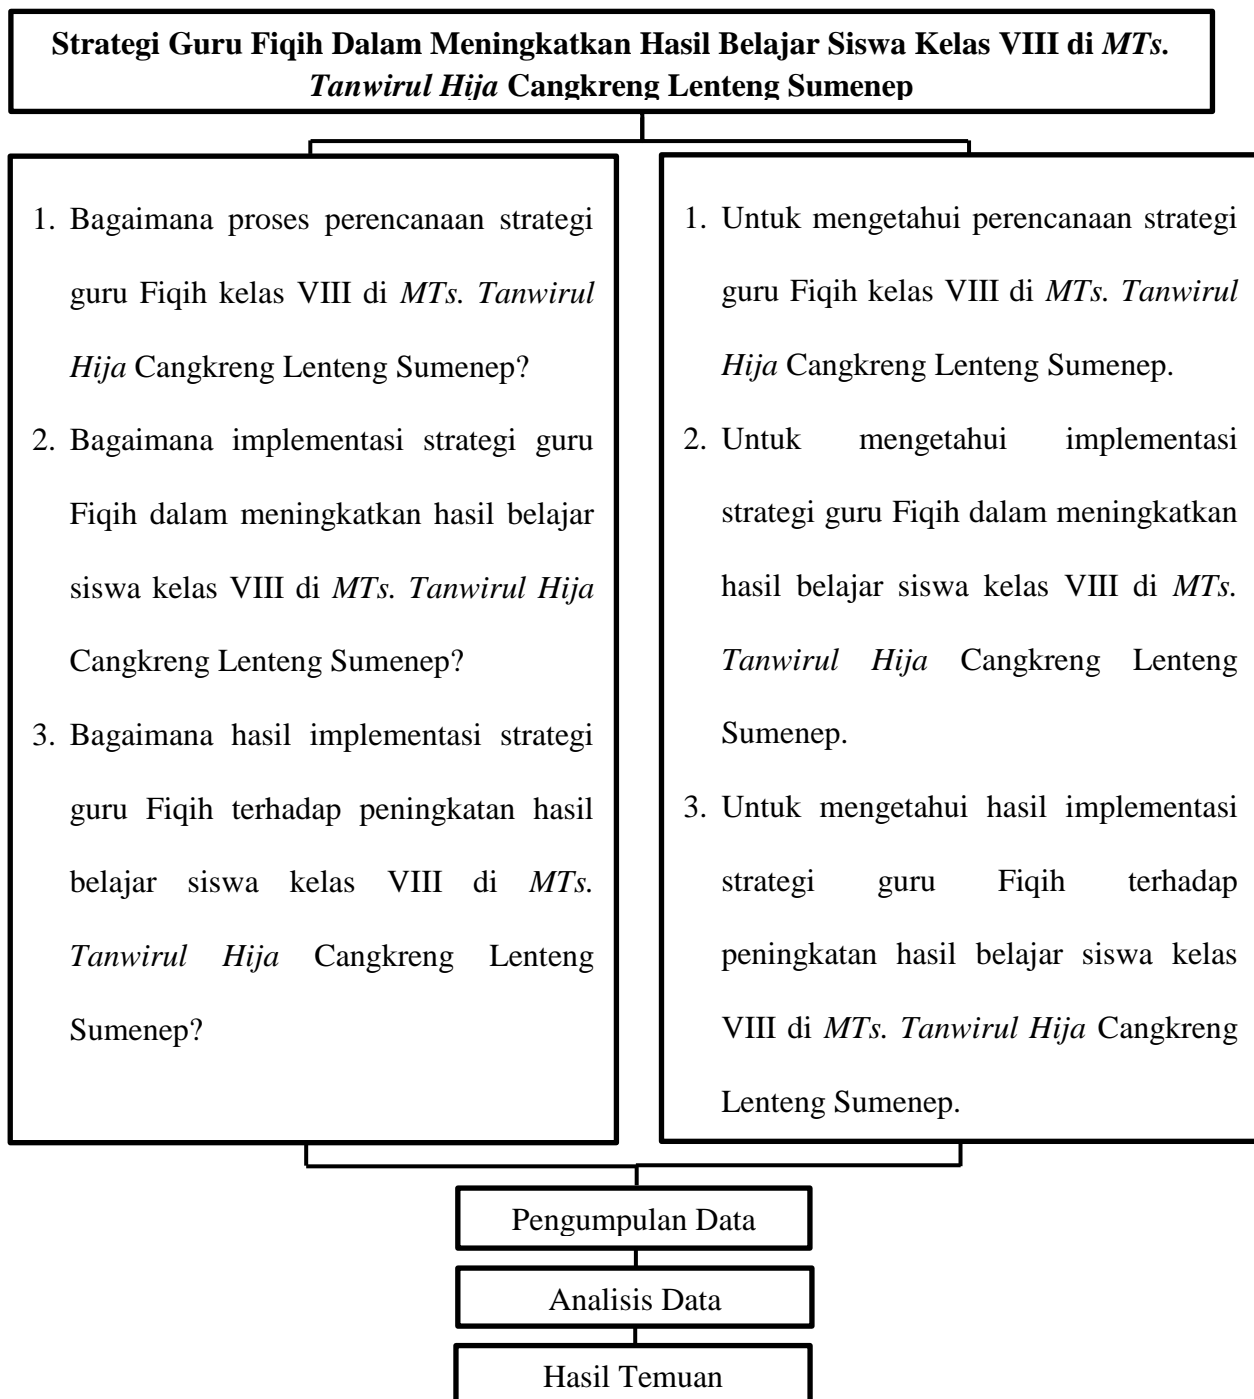 Strategi Guru Fiqih Dalam Meningkatkan Hasil Belajar Siswa Kelas VIII di MTs.
Tanwirul Hija Cangkreng Lenteng Sumenep
1. Bagaimana proses perencanaan strategi
guru Fiqih kelas VIII di MTs. Tanwirul
Hija Cangkreng Lenteng Sumenep?
2. Bagaimana implementasi strategi guru
Fiqih dalam meningkatkan hasil belajar
siswa kelas VIII di MTs. Tanwirul Hija
Cangkreng Lenteng Sumenep?
3. Bagaimana hasil implementasi strategi
guru Fiqih terhadap peningkatan hasil
belajar siswa kelas VIII di MTs.
Tanwirul Hija Cangkreng Lenteng
Sumenep?
1. Untuk mengetahui perencanaan strategi
guru Fiqih kelas VIII di MTs. Tanwirul
Hija Cangkreng Lenteng Sumenep.
2. Untuk mengetahui implementasi
strategi guru Fiqih dalam meningkatkan
hasil belajar siswa kelas VIII di MTs.
Tanwirul Hija Cangkreng Lenteng
Sumenep.
3. Untuk mengetahui hasil implementasi
strategi guru Fiqih terhadap
peningkatan hasil belajar siswa kelas
VIII di MTs. Tanwirul Hija Cangkreng
Lenteng Sumenep.
Pengumpulan Data
Analisis Data
Hasil Temuan